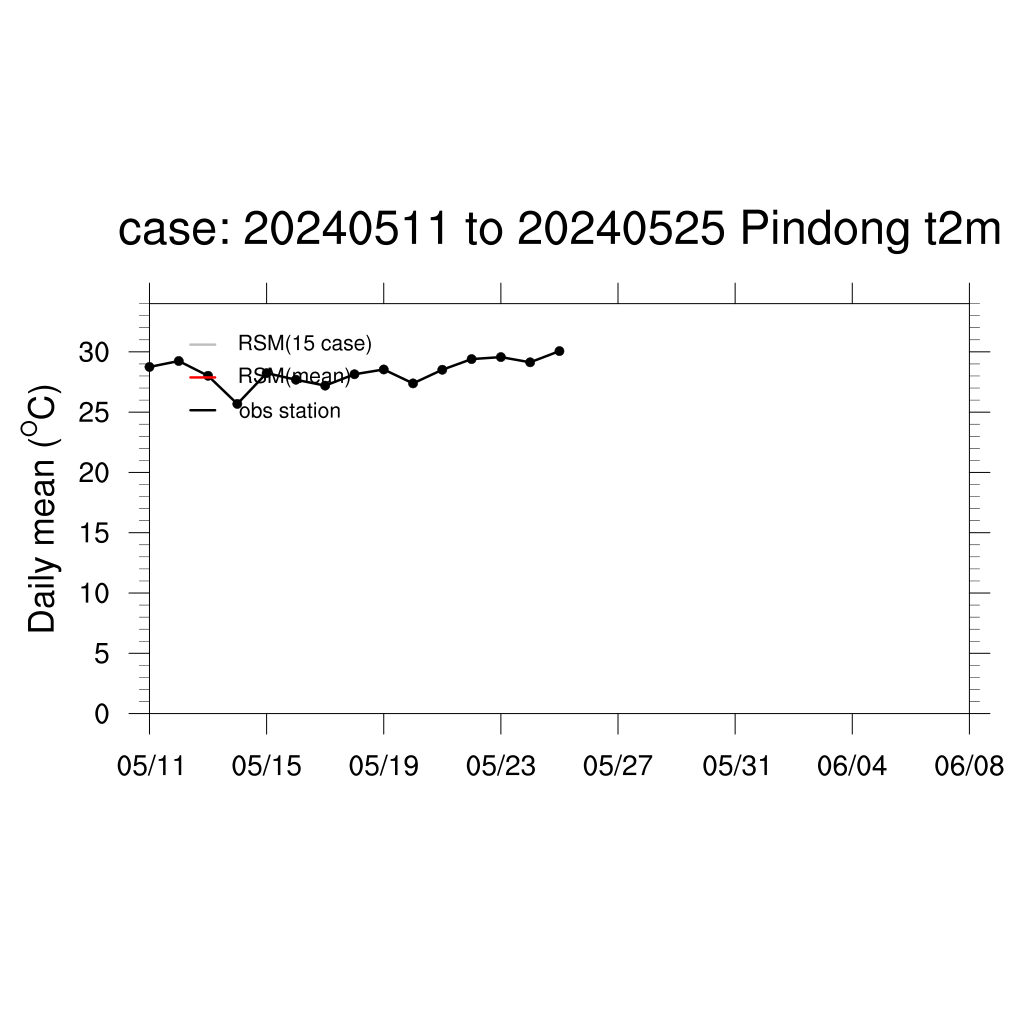 case: 20240511 to 20240525 Pindong t2m
RSM(15 case)
RSM(mean)
obs station
Daily mean (°C)
30
25
20
15
10
5
0
05/11 05/15 05/19 05/23 05/27 05/31 06/04 06/08